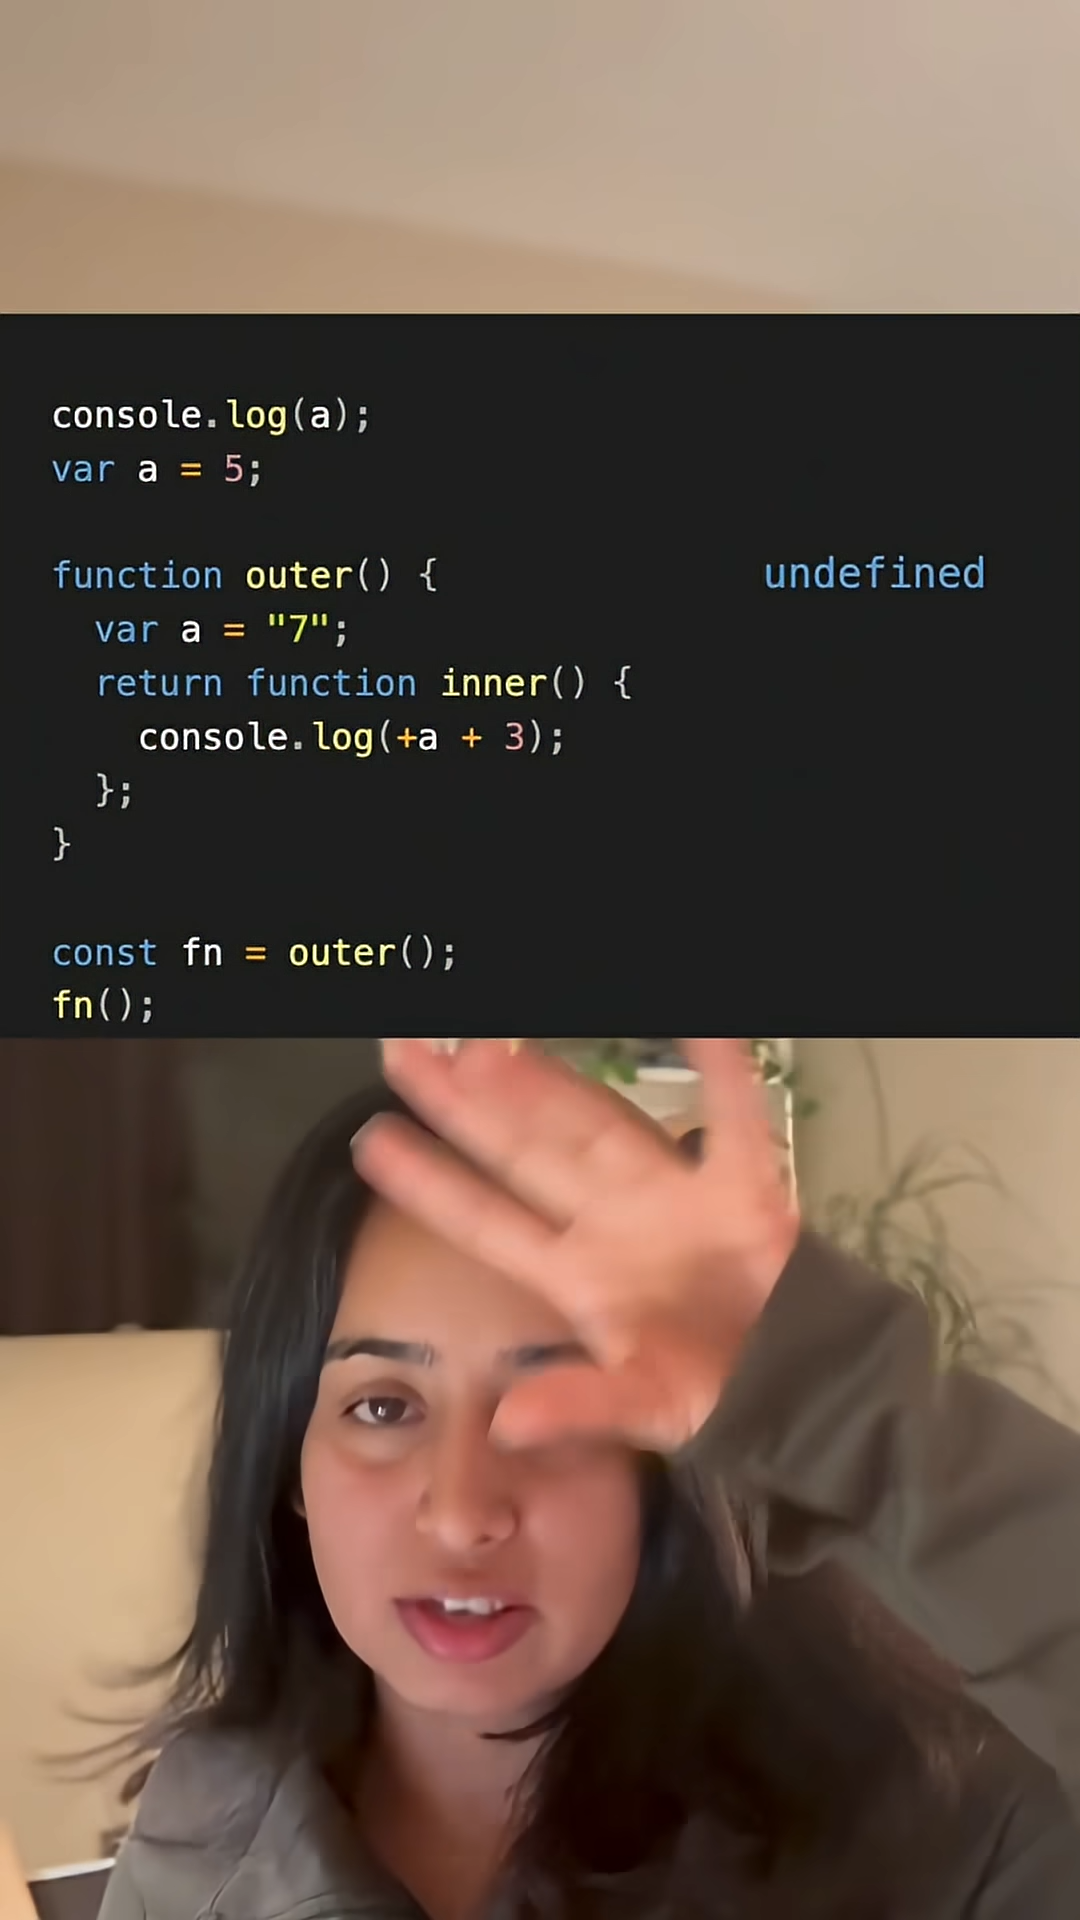 console.log(a);
var a = 5;
function outer() {
undefined
  var a = "7";
  return function inner() {
    console.log(+a + 3);
  };
}
const fn = outer();
fn();